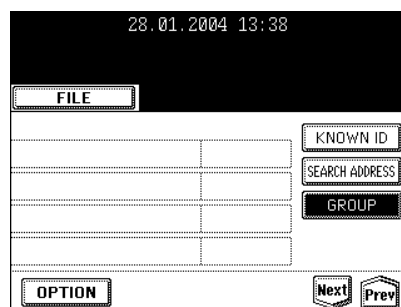 28.01.2004 13:38
FILE
KNOWN ID
SEARCH ADDRESS
GROUP
OPTION
Next
Prev